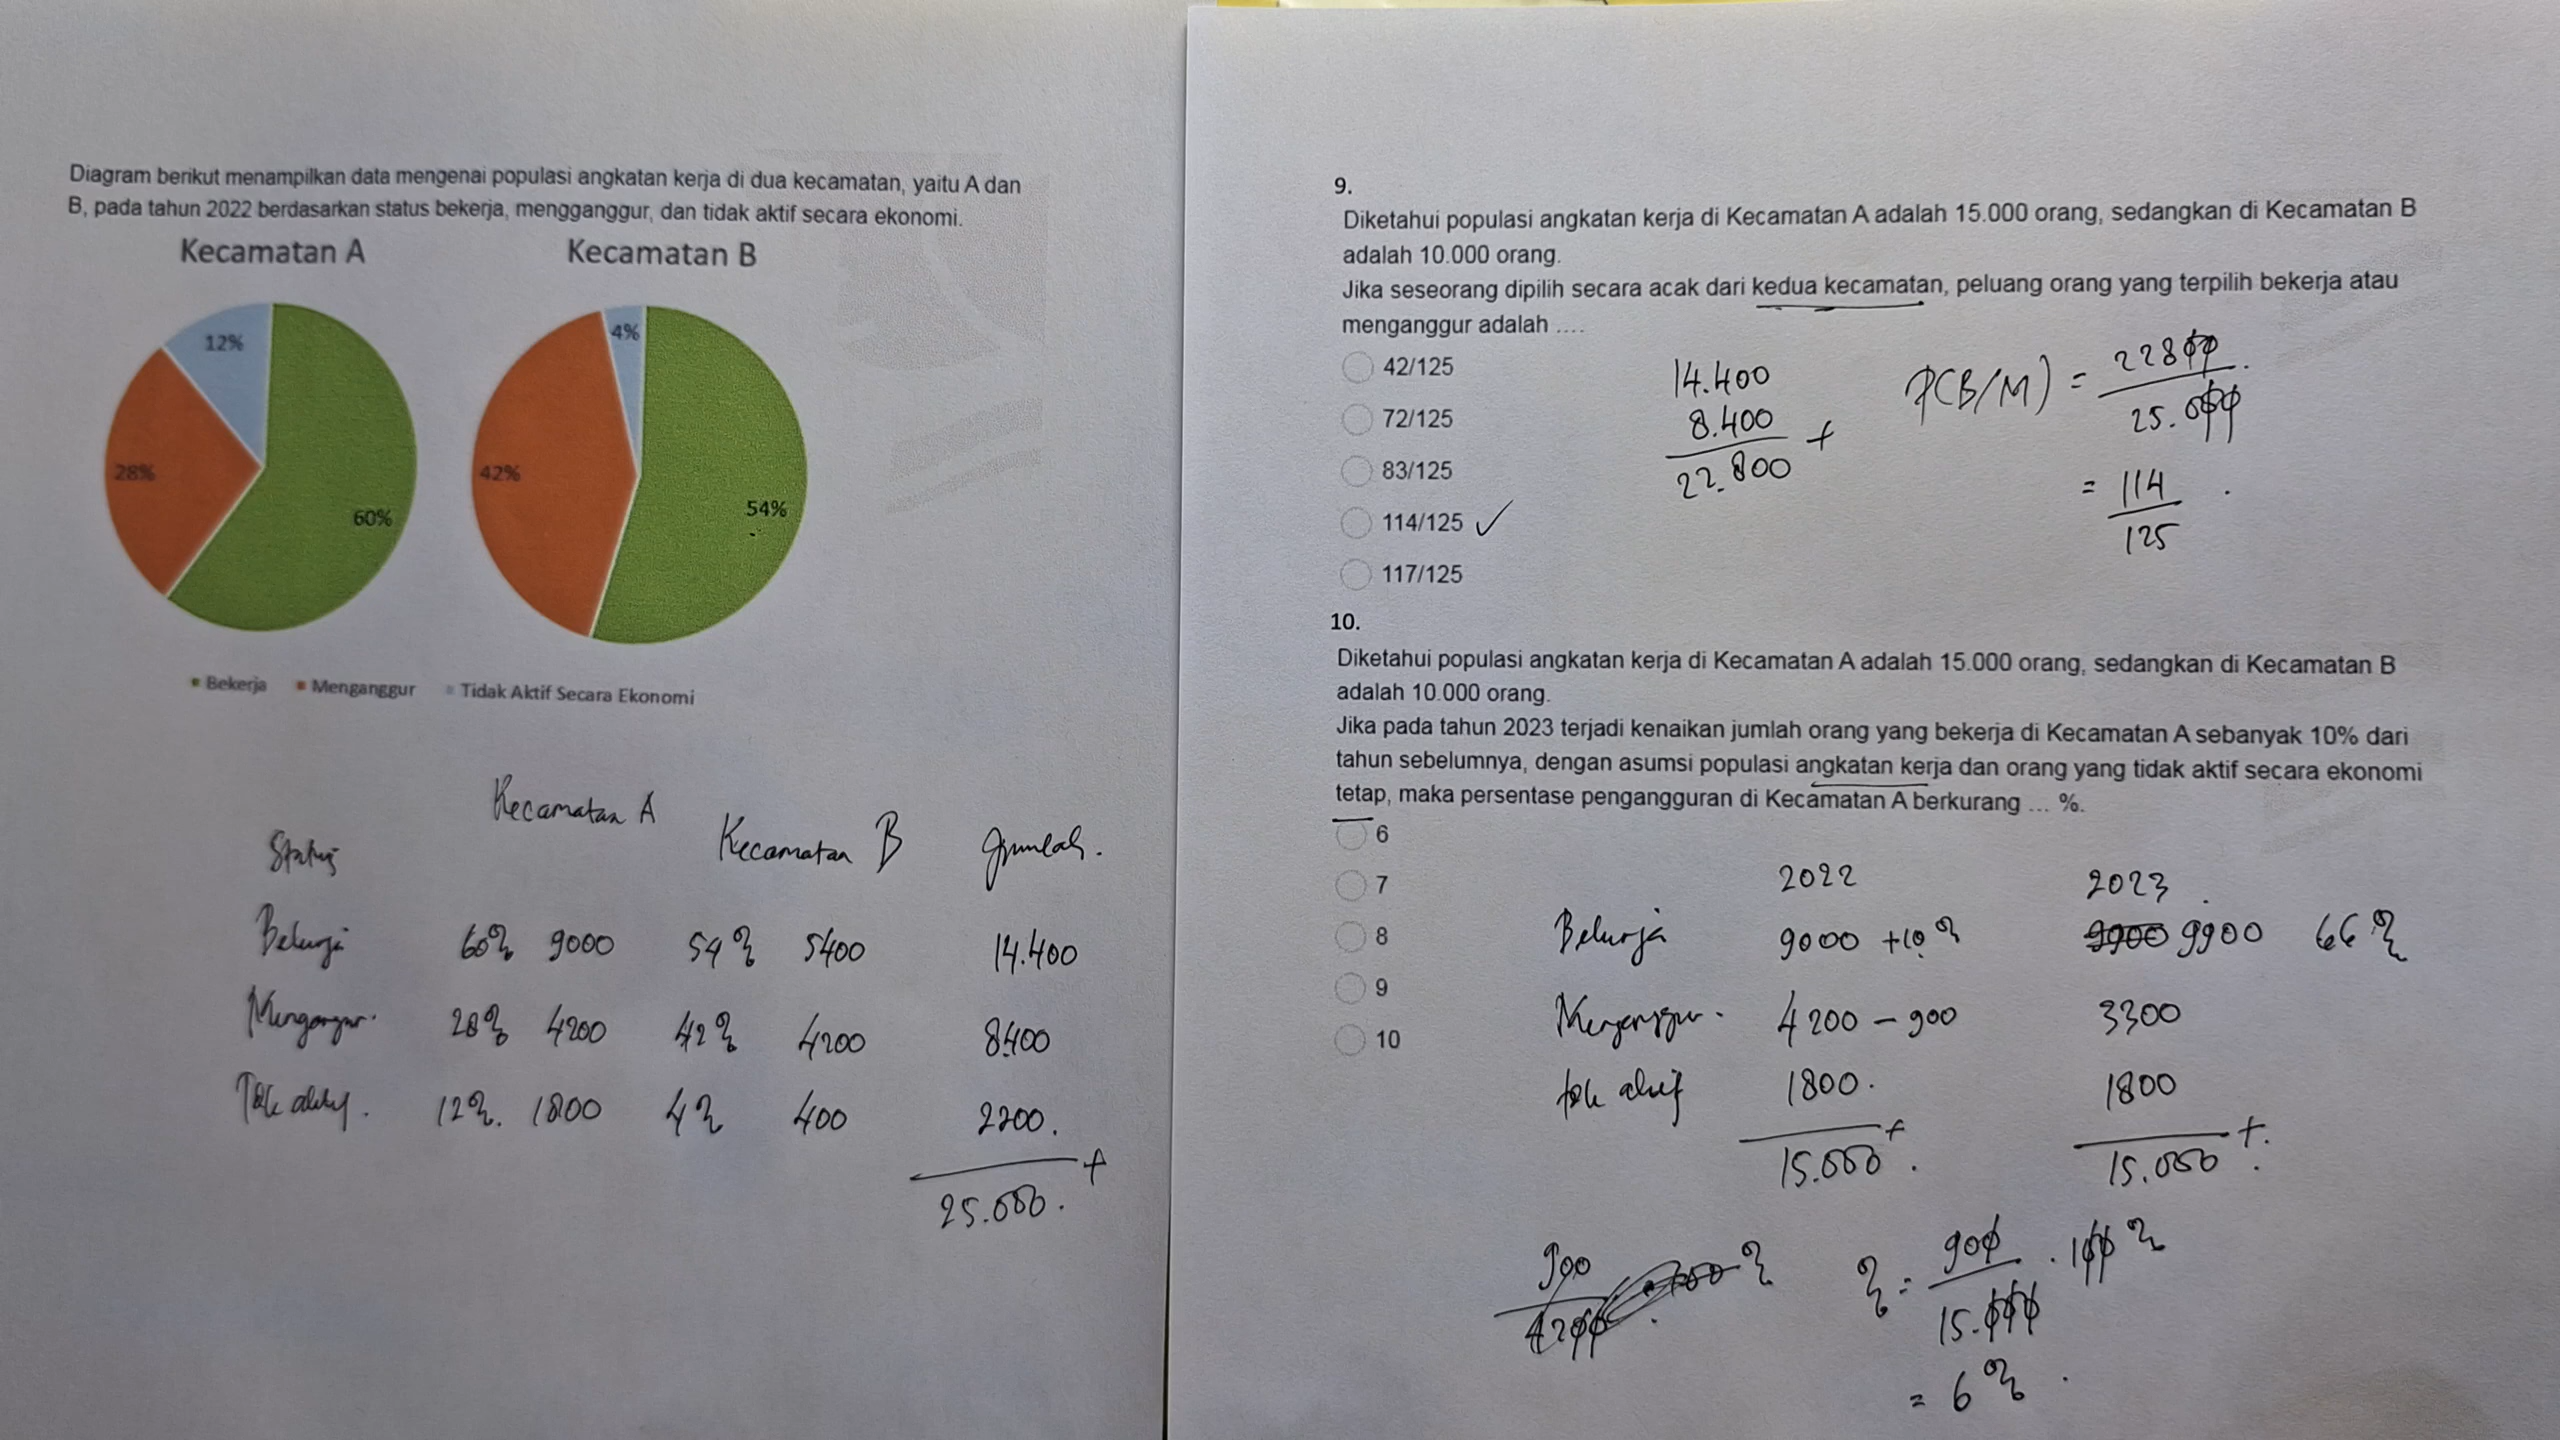 Diagram berikut menampilkan data mengenai populasi angkatan kerja di dua kecamatan, yaitu A dan
B, pada tahun 2022 berdasarkan status bekerja, mengganggur, dan tidak aktif secara ekonomi.
Kecamatan A
Kecamatan B
12%
28%
60%
4%
42%
54%
Bekerja Menganggur Tidak Aktif Secara Ekonomi
Status Kecamatan A Kecamatan B Jumlah.
Bekerja 60% 9000 54% 5400 14.400
Menganggur. 28% 4200 42% 4200 8400
Tdk aktif. 12%. 1800 4% 400 2200.
+
25.000.
9.
Diketahui populasi angkatan kerja di Kecamatan A adalah 15.000 orang, sedangkan di Kecamatan B
adalah 10.000 orang.
Jika seseorang dipilih secara acak dari kedua kecamatan, peluang orang yang terpilih bekerja atau
menganggur adalah ....
42/125
72/125
83/125
114/125 ✓
117/125
14.400
8.400
+
22.800
P(B/M) = 22800
25.000
= 114
125
10.
Diketahui populasi angkatan kerja di Kecamatan A adalah 15.000 orang, sedangkan di Kecamatan B
adalah 10.000 orang.
Jika pada tahun 2023 terjadi kenaikan jumlah orang yang bekerja di Kecamatan A sebanyak 10% dari
tahun sebelumnya, dengan asumsi populasi angkatan kerja dan orang yang tidak aktif secara ekonomi
tetap, maka persentase pengangguran di Kecamatan A berkurang ... %.
6
7
8
9
10
2022 2023
Bekerja 9000 +10% 9900 9900 66%
Menganggur. 4200 - 900 3300
tdk aktif 1800. 1800
+ +.
15.000. 15.000.
900
4200 %
% = 900 . 100 %
15.000
= 6% .